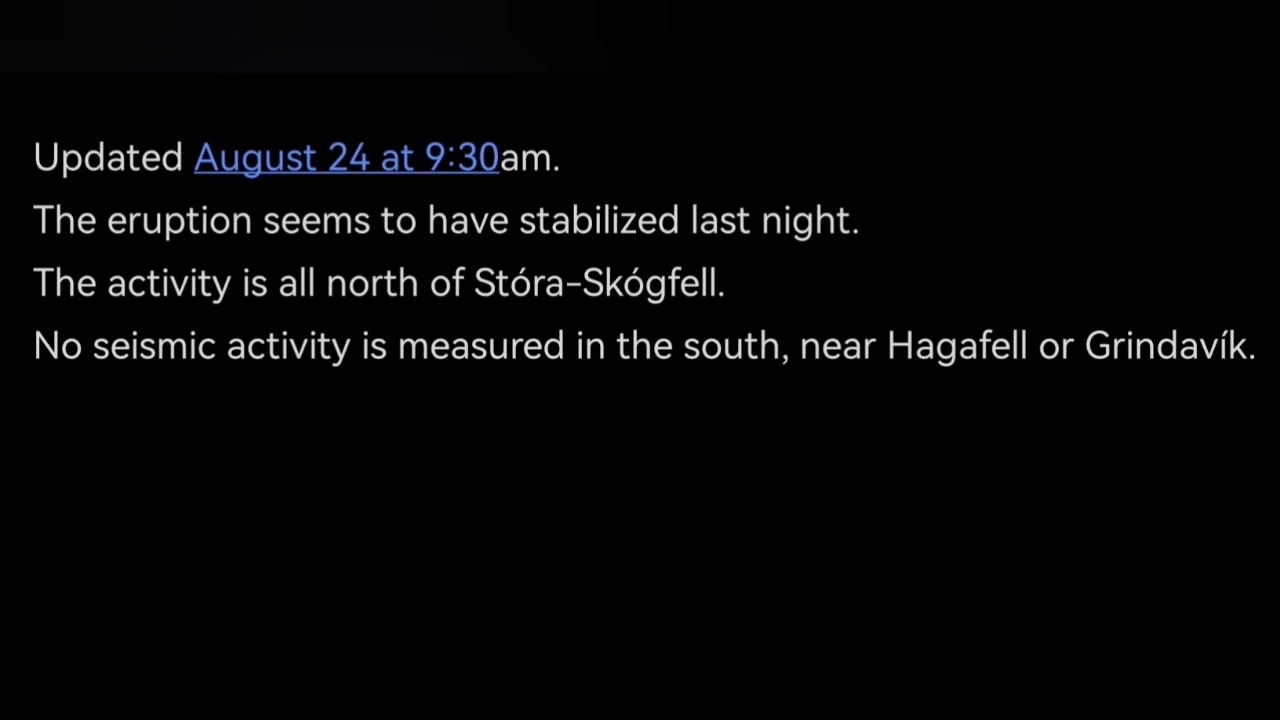 Updated August 24 at 9:30am.
The eruption seems to have stabilized last night.
The activity is all north of Stóra-Skógfell.
No seismic activity is measured in the south, near Hagafell or Grindavík.